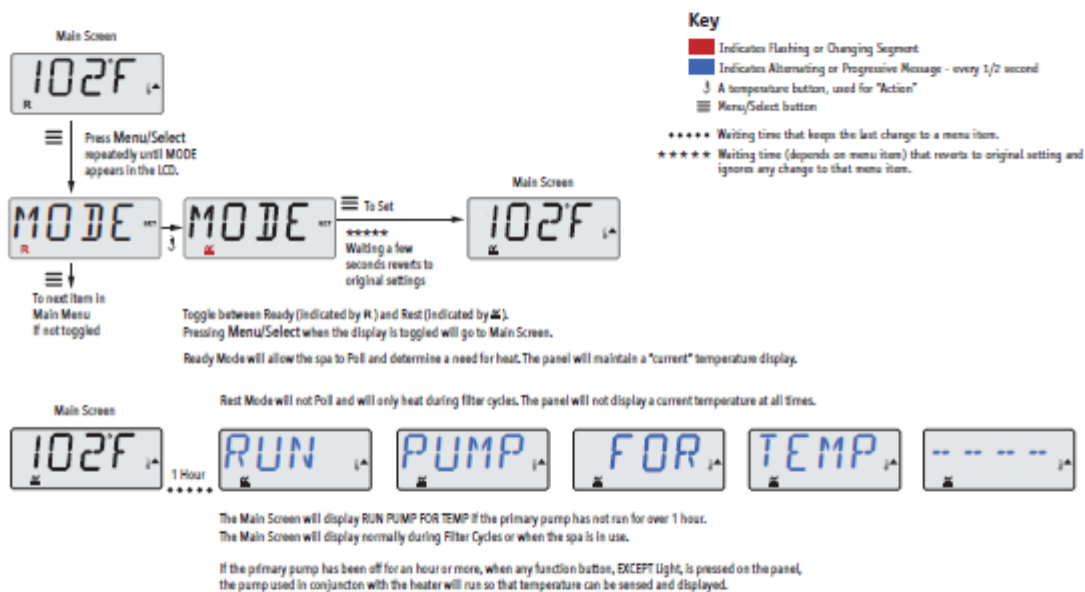 Key
Main Screen
Indicates Flashing or Changing Segment
Indicates Alternating or Progressive Message - every 1/2 second
A temperature button, used for "Action"
Menu/Select button
102°F
R
Press Menu/Select
repeatedly until MODE
appears in the LCD.
***** Waiting time that keeps the last change to a menu item.
***** Waiting time (depends on menu item) that reverts to original setting and
ignores any change to that menu item.
Main Screen
MODE SET
R
MODE SET
To Set
*****
Waiting a few
seconds reverts to
original settings
102°F
To next item in
Main Menu
If not toggled
Toggle between Ready (indicated by R) and Rest (indicated by ).
Pressing Menu/Select when the display is toggled will go to Main Screen.
Ready Mode will allow the spa to Poll and determine a need for heat. The panel will maintain a "current" temperature display.
Rest Mode will not Poll and will only heat during filter cycles. The panel will not display a current temperature at all times.
Main Screen
102°F
1 Hour
*****
RUN
PUMP
FOR
TEMP
-- -- -- --
The Main Screen will display RUN PUMP FOR TEMP if the primary pump has not run for over 1 hour.
The Main Screen will display normally during Filter Cycles or when the spa is in use.
If the primary pump has been off for an hour or more, when any function button, EXCEPT Light, is pressed on the panel,
the pump used in conjuncton with the heater will run so that temperature can be sensed and displayed.